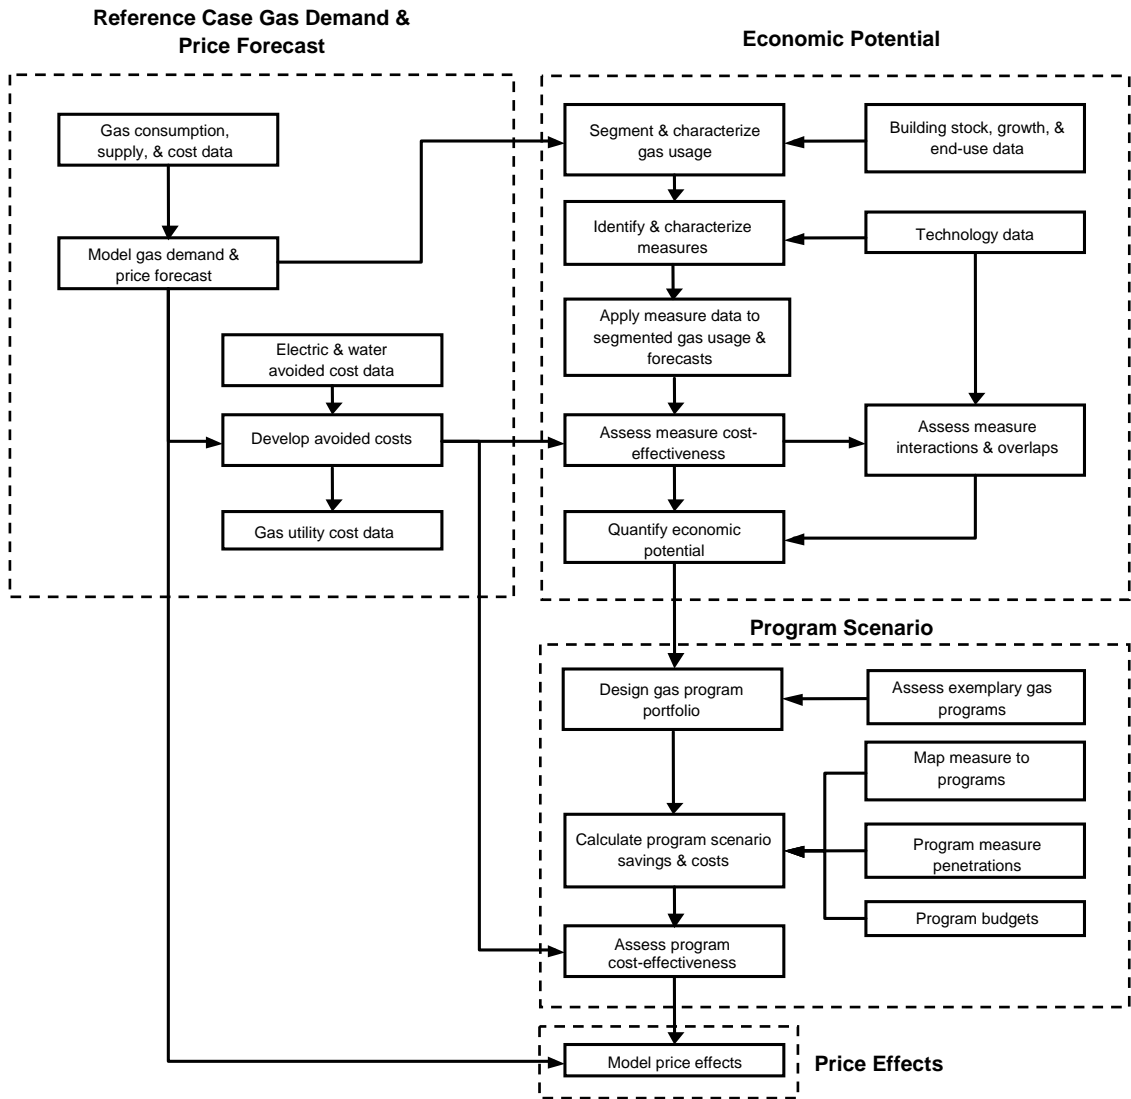 Reference Case Gas Demand &
Price Forecast
Gas consumption,
supply, & cost data
Model gas demand &
price forecast
Electric & water
avoided cost data
Develop avoided costs
Gas utility cost data
Economic Potential
Segment & characterize
gas usage
Building stock, growth, &
end-use data
Identify & characterize
measures
Technology data
Apply measure data to
segmented gas usage &
forecasts
Assess measure cost-
effectiveness
Assess measure
interactions & overlaps
Quantify economic
potential
Program Scenario
Design gas program
portfolio
Assess exemplary gas
programs
Map measure to
programs
Calculate program scenario
savings & costs
Program measure
penetrations
Program budgets
Assess program
cost-effectiveness
Model price effects
Price Effects